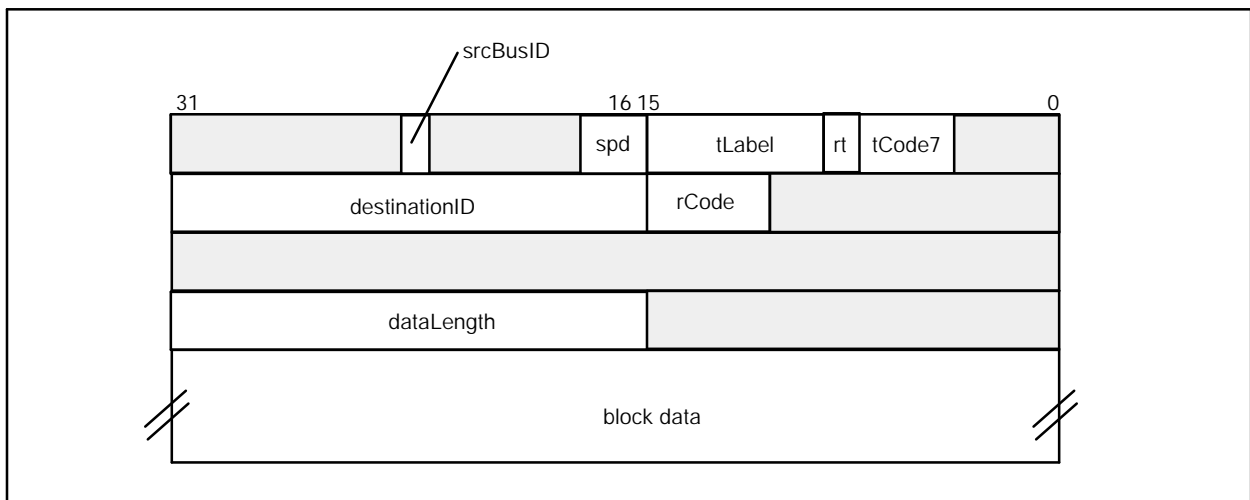 srcBusID
31 16 15 0
spd tLabel rt tCode7
destinationID rCode
dataLength
block data